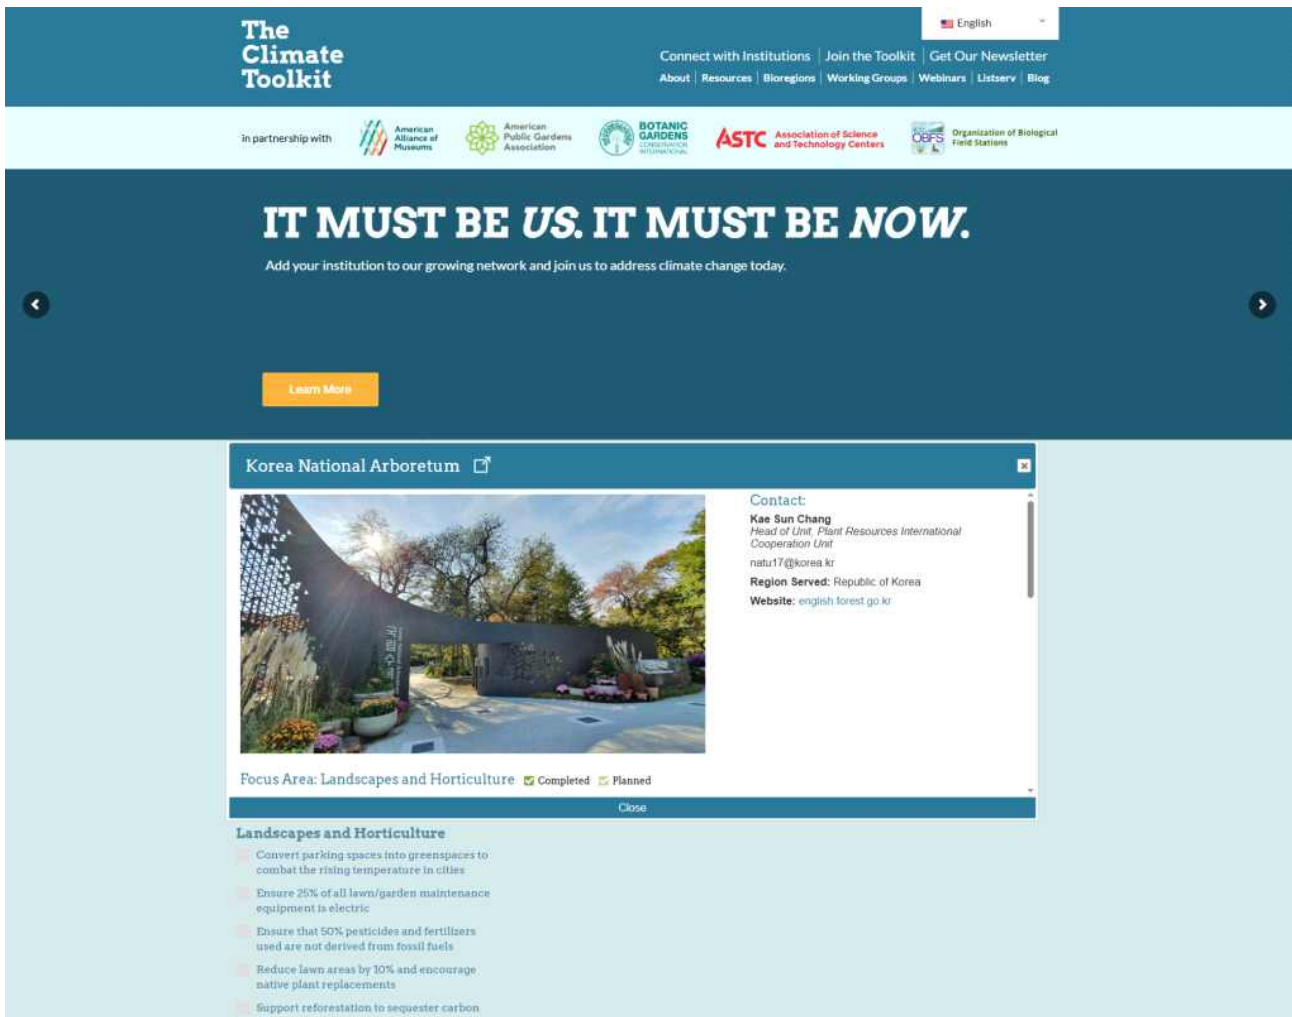 The
Climate
Toolkit
English
Connect with Institutions | Join the Toolkit | Get Our Newsletter
About | Resources | Bioregions | Working Groups | Webinars | Listserv | Blog
in partnership with
American
Alliance of
Museums
American
Public Gardens
Association
BOTANIC
GARDENS
CONSERVATION
INTERNATIONAL
ASTC Association of Science
and Technology Centers
OBFS
Organization of Biological
Field Stations
IT MUST BE US. IT MUST BE NOW.
Add your institution to our growing network and join us to address climate change today.
Learn More
Korea National Arboretum
Contact:
Kae Sun Chang
Head of Unit, Plant Resources International
Cooperation Unit
natu17@korea.kr
Region Served: Republic of Korea
Website: english.forest.go.kr
Focus Area: Landscapes and Horticulture Completed Planned
Close
Landscapes and Horticulture
Convert parking spaces into greenspaces to
combat the rising temperature in cities
Ensure 25% of all lawn/garden maintenance
equipment is electric
Ensure that 50% pesticides and fertilizers
used are not derived from fossil fuels
Reduce lawn areas by 10% and encourage
native plant replacements
Support reforestation to sequester carbon